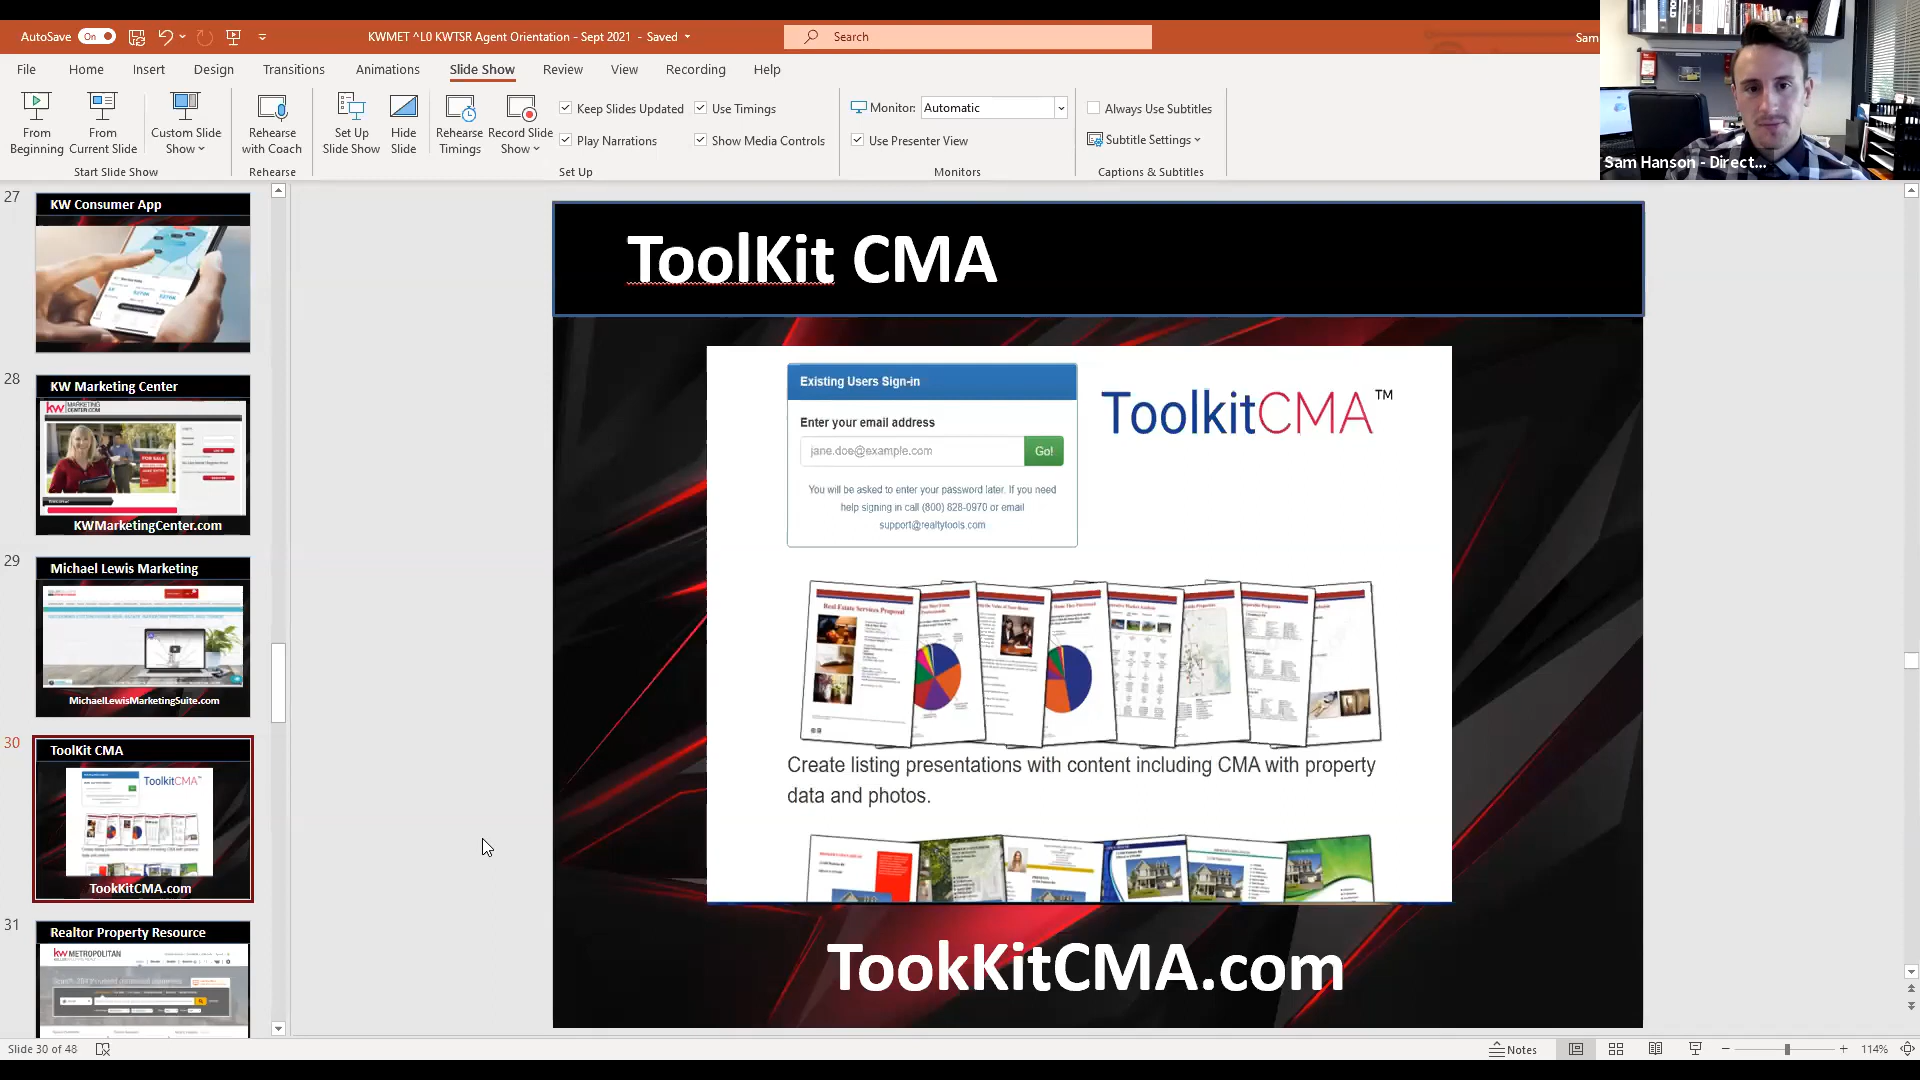 AutoSave On
KWMET ^L0 KWTSR Agent Orientation - Sept 2021 - Saved
Search
Sam
File Home Insert Design Transitions Animations Slide Show Review View Recording Help
From Beginning
From Current Slide
Custom Slide Show
Rehearse with Coach
Set Up Slide Show
Hide Slide
Rehearse Timings
Record Slide Show
Keep Slides Updated
Use Timings
Play Narrations
Show Media Controls
Monitor: Automatic
Use Presenter View
Always Use Subtitles
Subtitle Settings
Start Slide Show
Rehearse
Set Up
Monitors
Captions & Subtitles
Sam Hanson - Direct...
27
KW Consumer App
28
KW Marketing Center
KWMarketingCenter.com
29
Michael Lewis Marketing
MichaelLewisMarketingSuite.com
30
ToolKit CMA
ToolkitCMA
TookKitCMA.com
31
Realtor Property Resource
kw METROPOLITAN
ToolKit CMA
Existing Users Sign-in
Enter your email address
jane.doe@example.com
Go!
You will be asked to enter your password later. If you need
help signing in call (800) 828-0970 or email
support@realtytools.com
ToolkitCMA™
Real Estate Services Proposal
Create listing presentations with content including CMA with property
data and photos.
TookKitCMA.com
Slide 30 of 48
Notes
114%